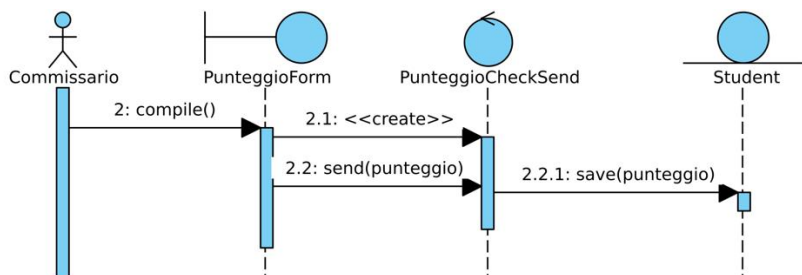 Commissario
PunteggioForm
PunteggioCheckSend
Student
2: compile()
2.1: <<create>>
2.2: send(punteggio)
2.2.1: save(punteggio)